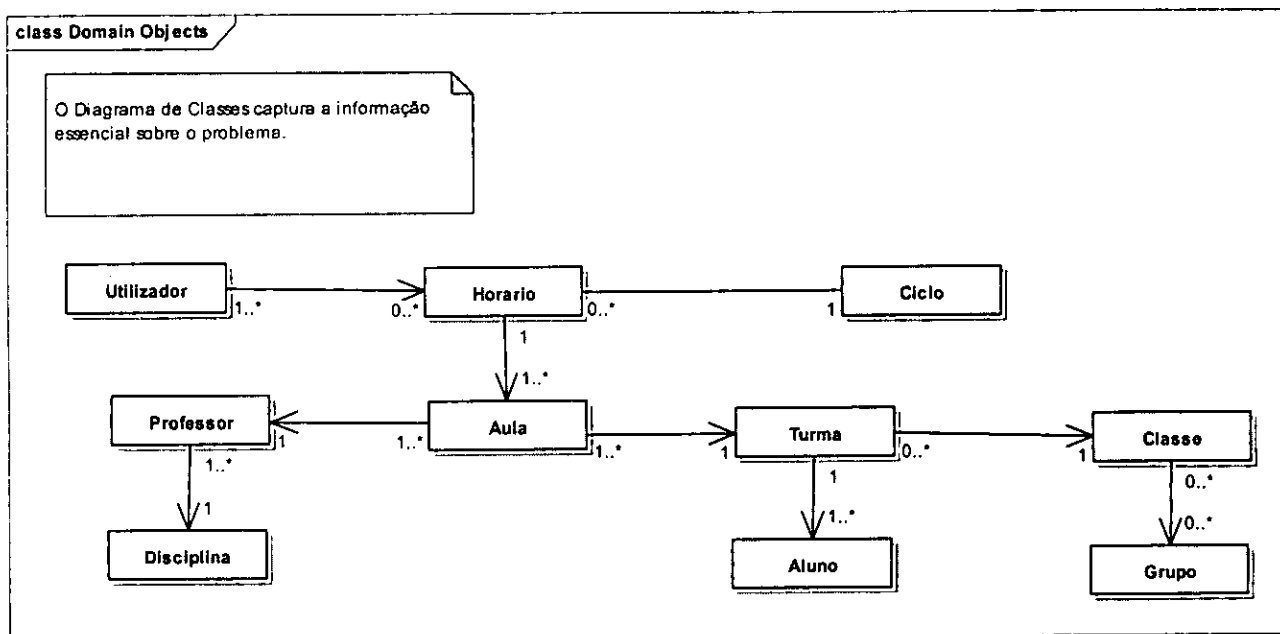 class Domain Objects
O Diagrama de Classes captura a informação
essencial sobre o problema.
Utilizador
1..*
0..*
Horario
0..*
1
Ciclo
1
1..*
Professor
1
1..*
Aula
1..*
1
Turma
0..*
1
Classe
1..*
1
1
1..*
0..*
0..*
Disciplina
Aluno
Grupo